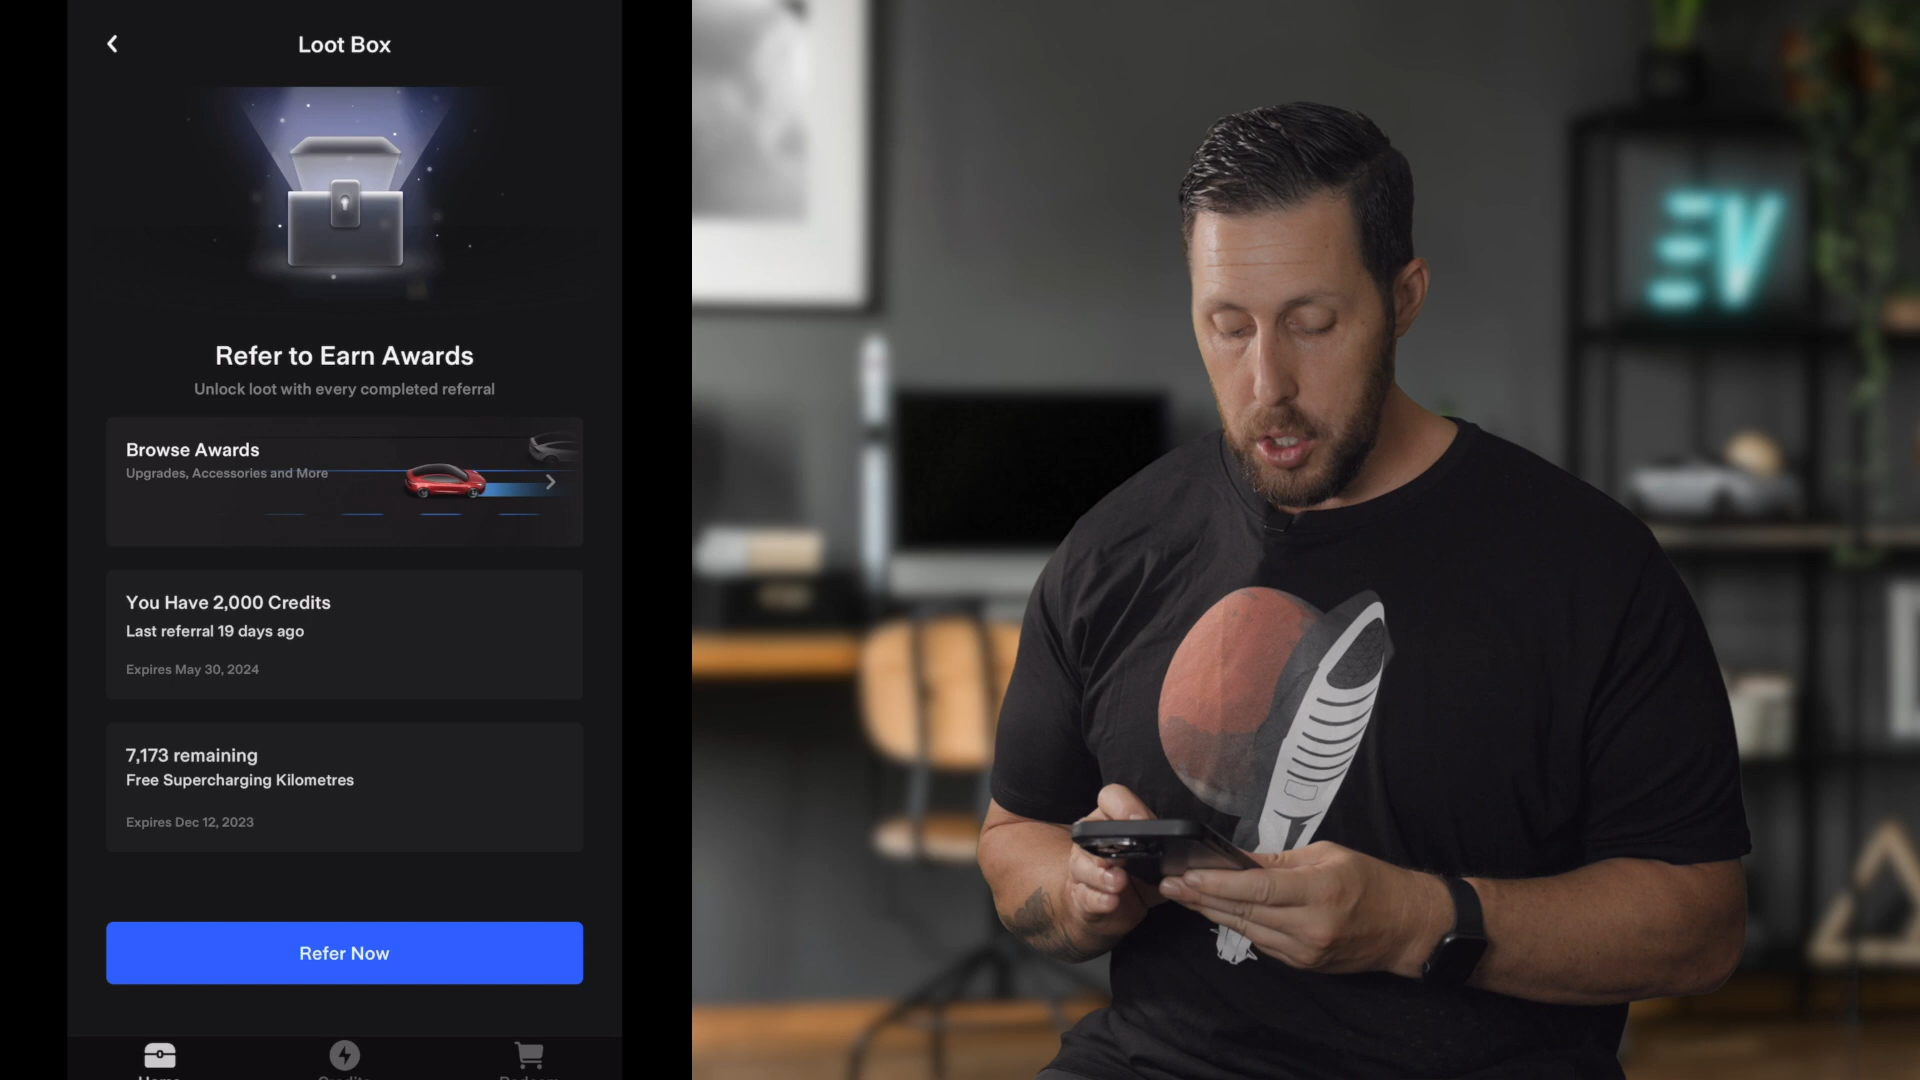 Loot Box
Refer to Earn Awards
Unlock loot with every completed referral
Browse Awards
Upgrades, Accessories and More
You Have 2,000 Credits
Last referral 19 days ago
Expires May 30, 2024
7,173 remaining
Free Supercharging Kilometres
Expires Dec 12, 2023
Refer Now
EV